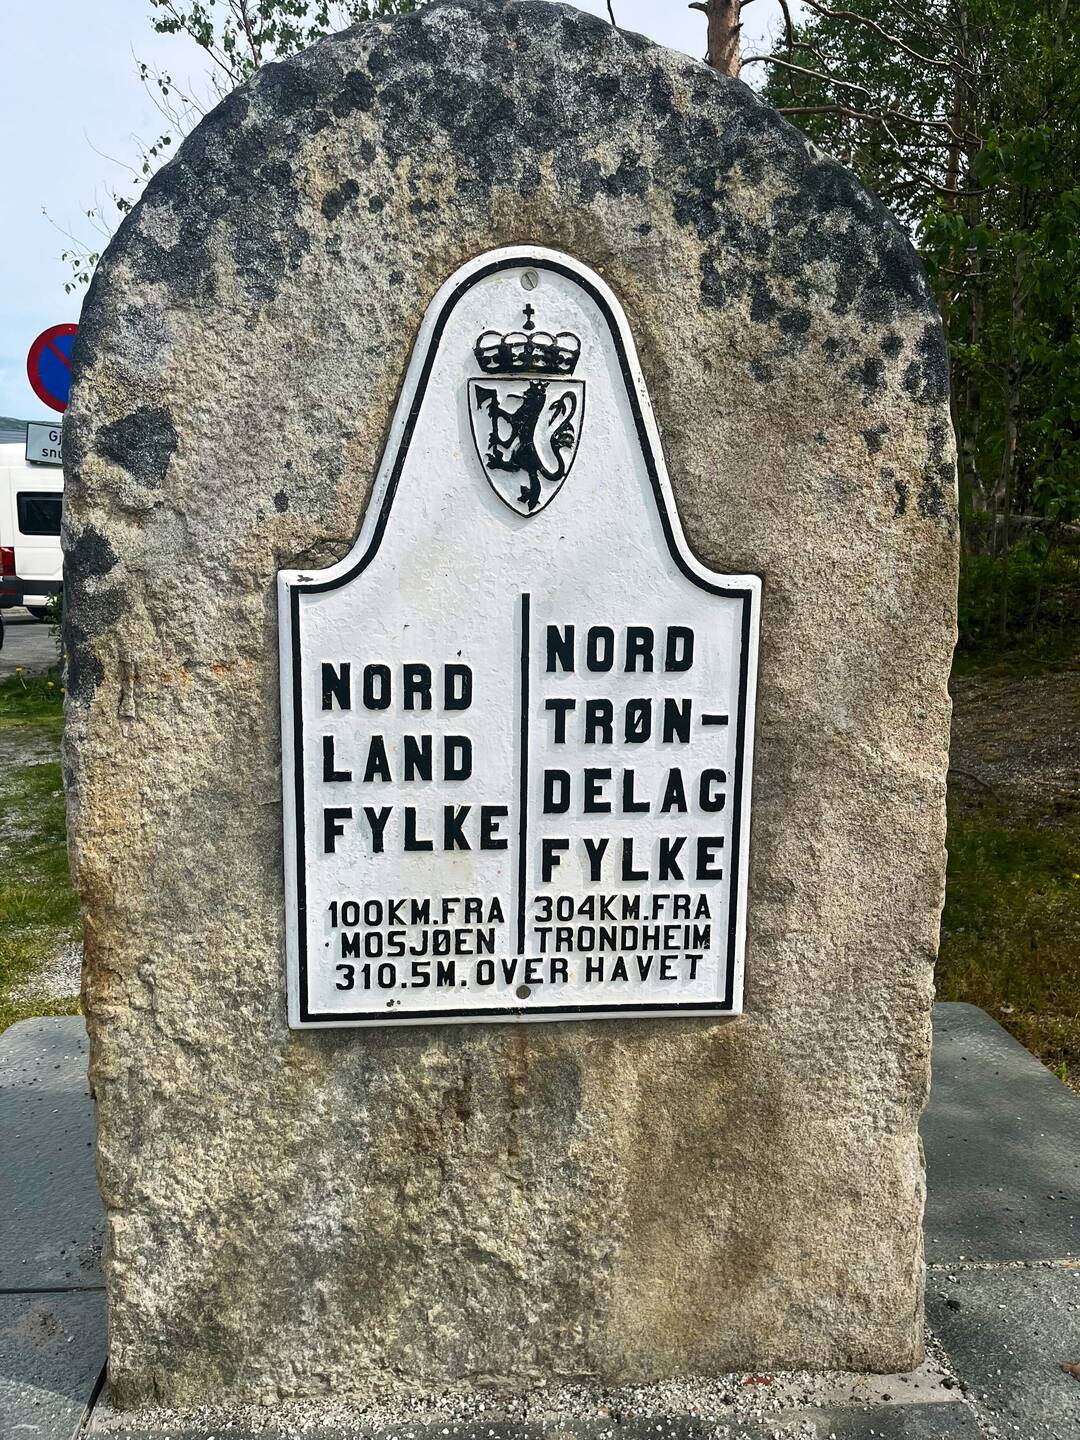 NORD
LAND
FYLKE
100KM.FRA
MOSJØEN
NORD
TRØN-
DELAG
FYLKE
304KM.FRA
TRONDHEIM
310.5M.OVER HAVET